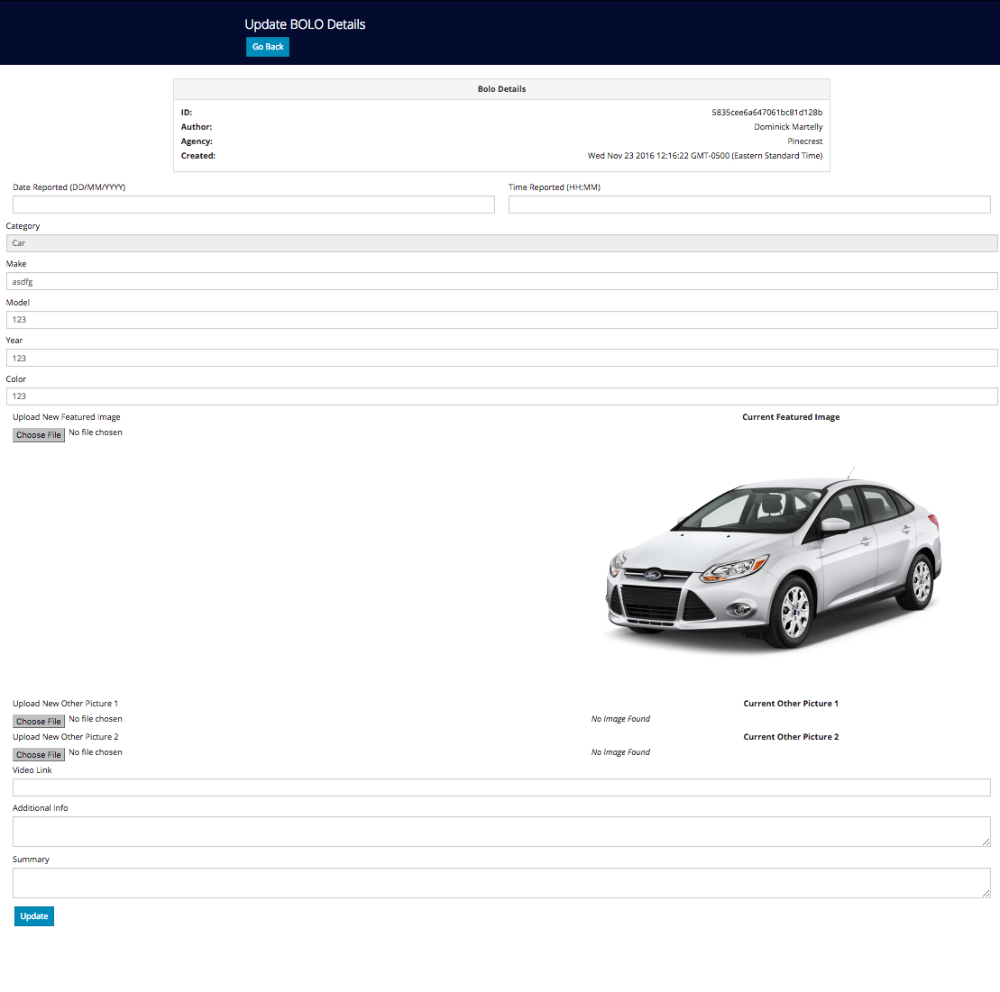 Update BOLO Details
Go Back
Bolo Details
ID: 5835cee6a647061bc81d128b
Author: Dominick Martelly
Agency: Pinecrest
Created: Wed Nov 23 2016 12:16:22 GMT-0500 (Eastern Standard Time)
Date Reported (DD/MM/YYYY) Time Reported (HH:MM)
Category
Car
Make
asdfg
Model
123
Year
123
Color
123
Upload New Featured Image Current Featured Image
Choose File No file chosen
Ford
Upload New Other Picture 1 Current Other Picture 1
Choose File No file chosen No Image Found
Upload New Other Picture 2 Current Other Picture 2
Choose File No file chosen No Image Found
Video Link
Additional Info
Summary
Update